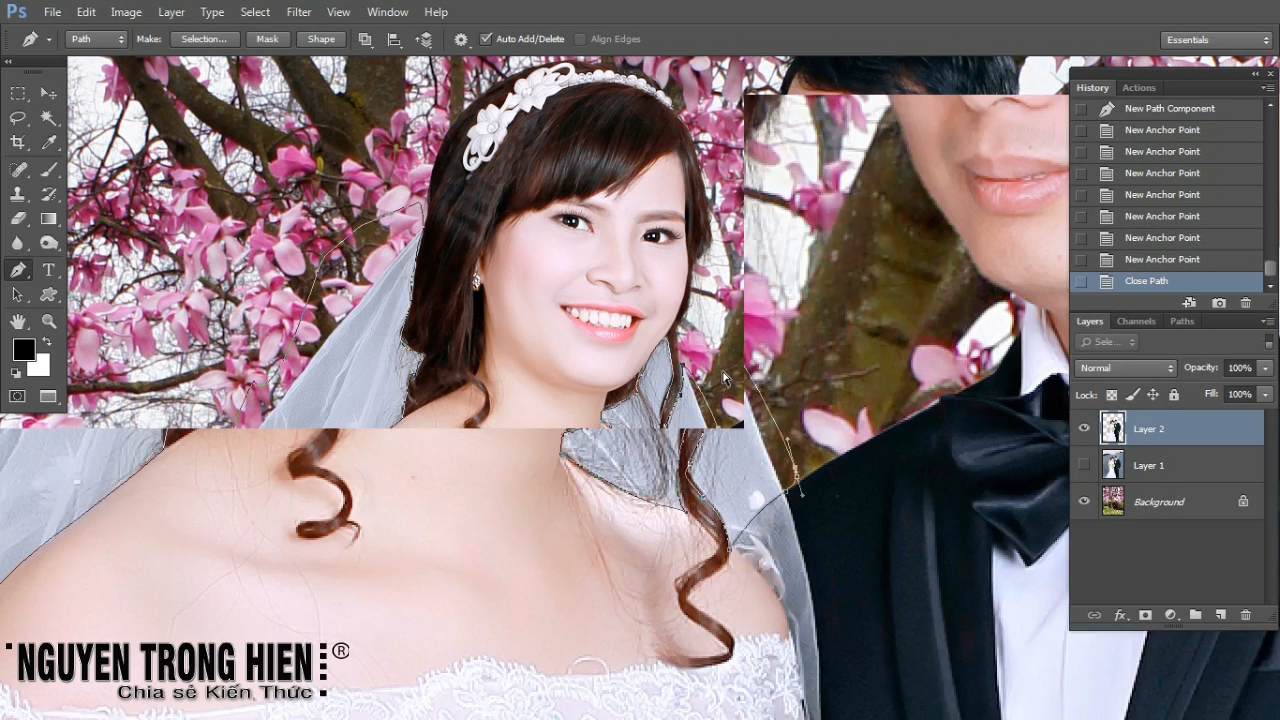 Ps File Edit Image Layer Type Select Filter View Window Help
Path Make: Selection... Mask Shape Auto Add/Delete Align Edges Essentials
History Actions
New Path Component
New Anchor Point
New Anchor Point
New Anchor Point
New Anchor Point
New Anchor Point
New Anchor Point
New Anchor Point
Close Path
Layers Channels Paths
Sele...
Normal Opacity: 100%
Lock: Fill: 100%
Layer 2
Layer 1
Background
fx
T
NGUYEN TRONG HIEN ®
Chia sẻ Kiến Thức